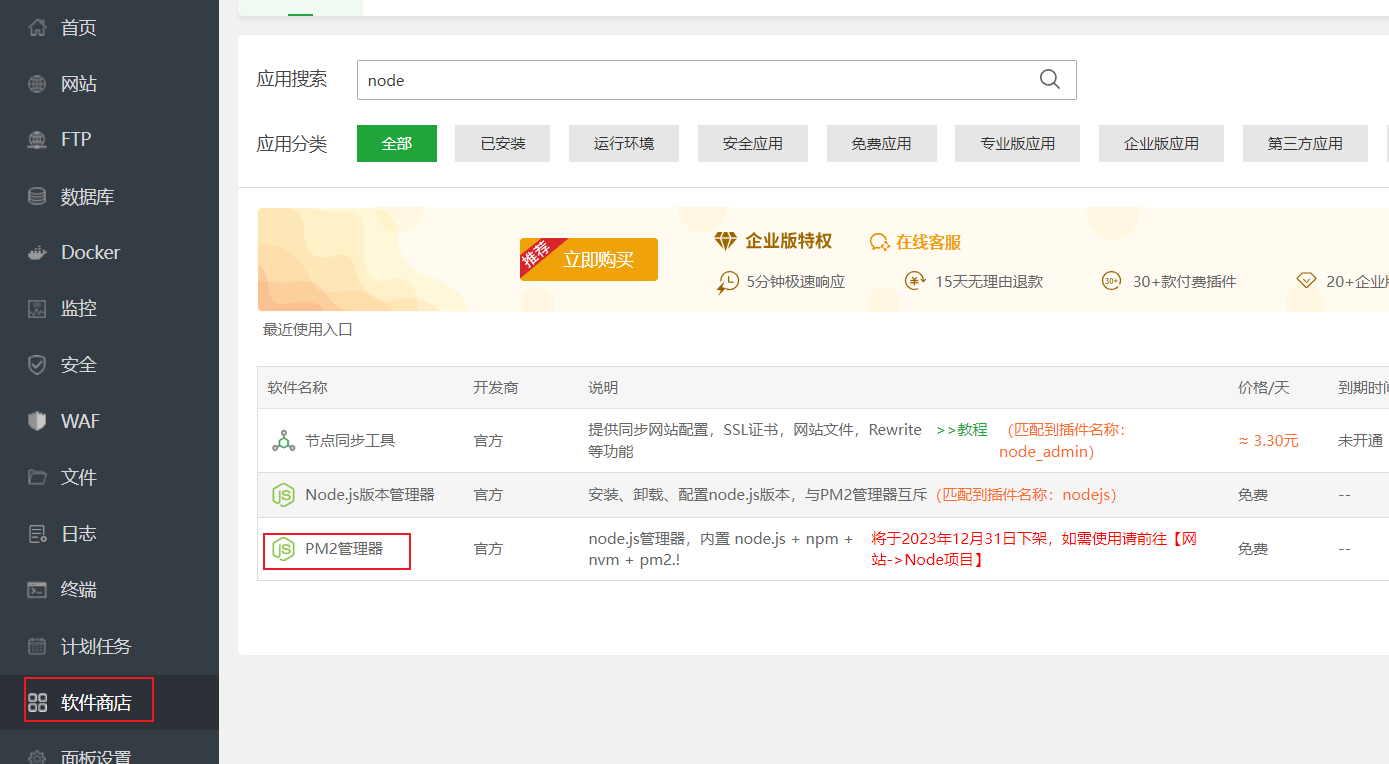 首页
网站
FTP
数据库
Docker
监控
安全
WAF
文件
日志
终端
计划任务
软件商店
面板设置
应用搜索
node
应用分类
全部
已安装
运行环境
安全应用
免费应用
专业版应用
企业版应用
第三方应用
推荐
立即购买
企业版特权
在线客服
5分钟极速响应
15天无理由退款
30+
30+款付费插件
20+企业
最近使用入口
软件名称 开发商 说明 价格/天 到期时间
节点同步工具 官方 提供同步网站配置，SSL证书，网站文件，Rewrite >>教程 （匹配到插件名称： ≈ 3.30元 未开通
等功能 node_admin）
Node.js版本管理器 官方 安装、卸载、配置node.js版本，与PM2管理器互斥（匹配到插件名称：nodejs） 免费 --
PM2管理器 官方 node.js管理器，内置 node.js + npm + 将于2023年12月31日下架，如需使用请前往【网 免费 --
nvm + pm2.! 站->Node项目】